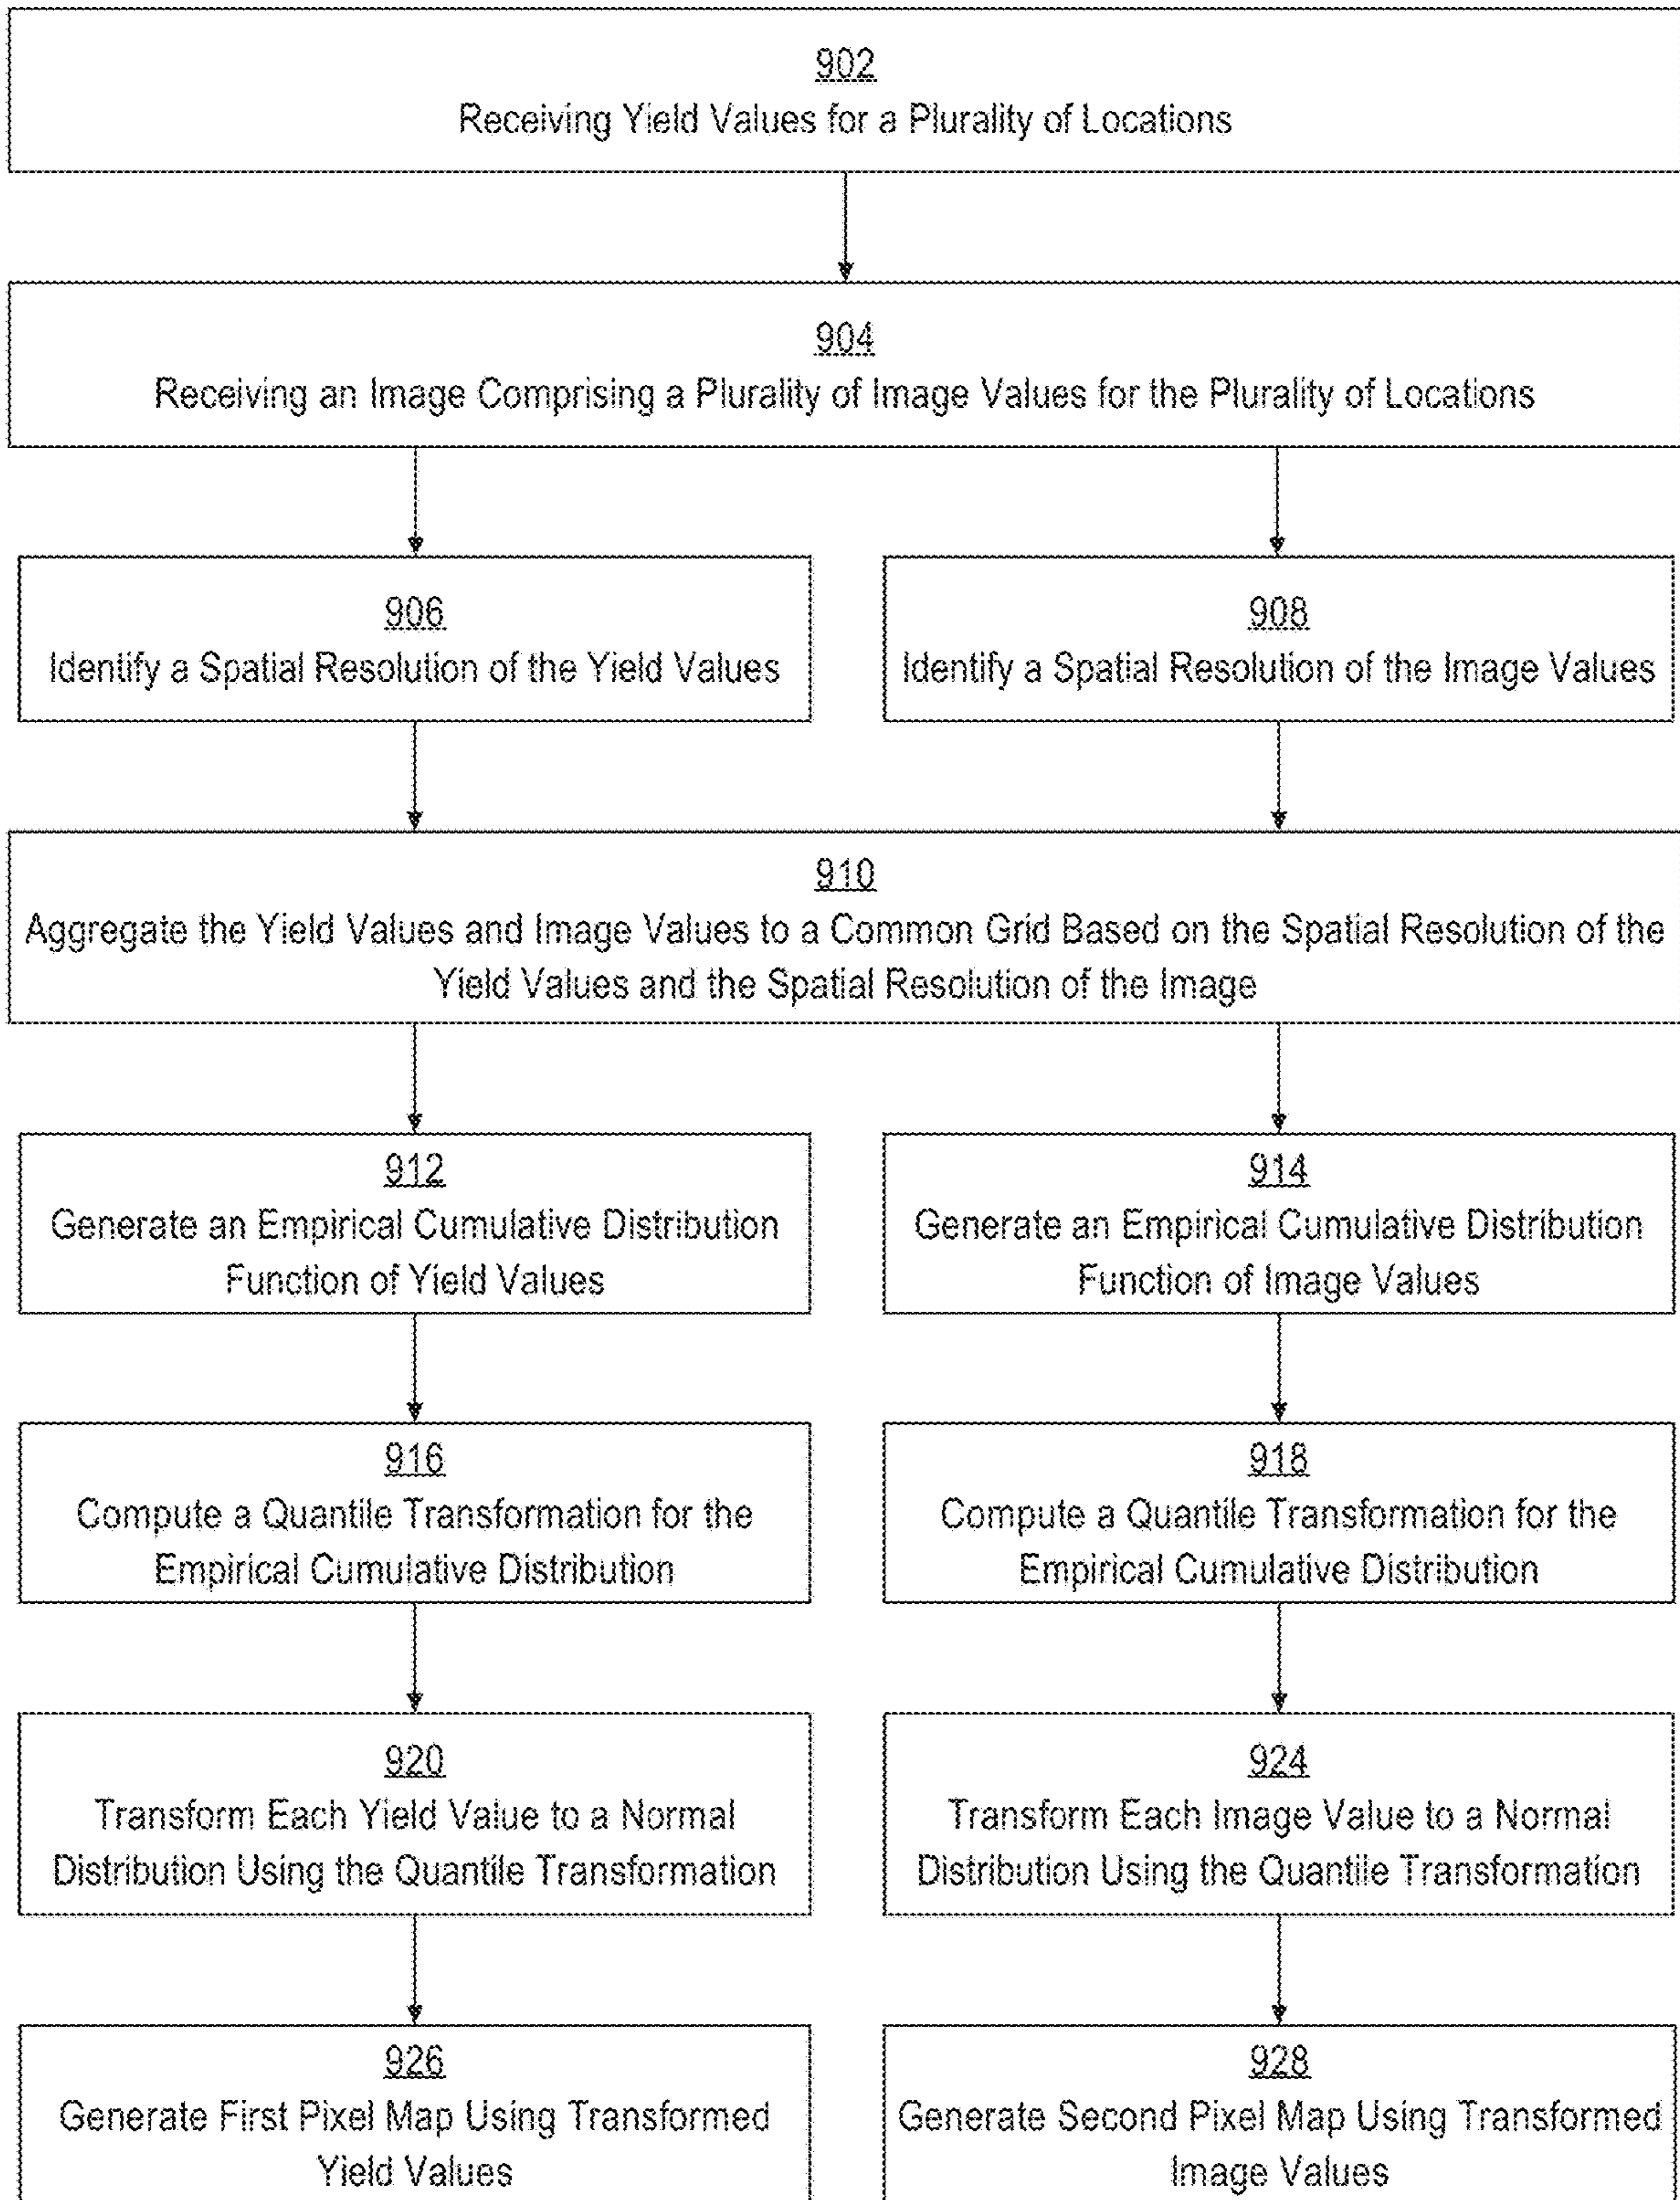 902
Receiving Yield Values for a Plurality of Locations
904
Receiving an Image Comprising a Plurality of Image Values for the Plurality of Locations
906
Identify a Spatial Resolution of the Yield Values
908
Identify a Spatial Resolution of the Image Values
910
Aggregate the Yield Values and Image Values to a Common Grid Based on the Spatial Resolution of the
Yield Values and the Spatial Resolution of the Image
912
Generate an Empirical Cumulative Distribution
Function of Yield Values
914
Generate an Empirical Cumulative Distribution
Function of Image Values
916
Compute a Quantile Transformation for the
Empirical Cumulative Distribution
918
Compute a Quantile Transformation for the
Empirical Cumulative Distribution
920
Transform Each Yield Value to a Normal
Distribution Using the Quantile Transformation
924
Transform Each Image Value to a Normal
Distribution Using the Quantile Transformation
926
Generate First Pixel Map Using Transformed
Yield Values
928
Generate Second Pixel Map Using Transformed
Image Values